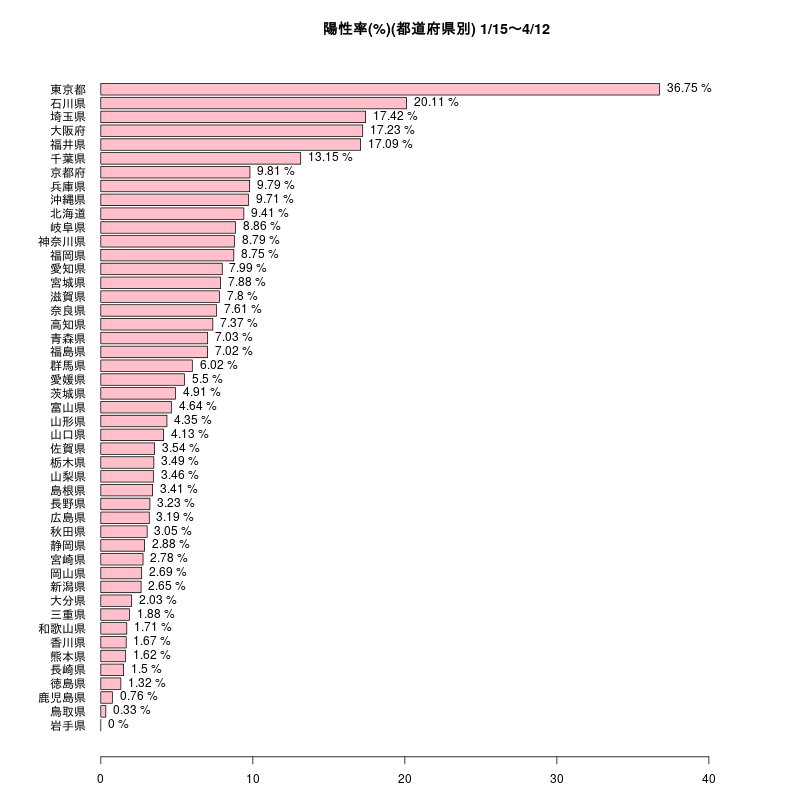 陽性率(%)(都道府県別) 1/15〜4/12
東京都 36.75 %
石川県 20.11 %
埼玉県 17.42 %
大阪府 17.23 %
福井県 17.09 %
千葉県 13.15 %
京都府 9.81 %
兵庫県 9.79 %
沖縄県 9.71 %
北海道 9.41 %
岐阜県 8.86 %
神奈川県 8.79 %
福岡県 8.75 %
愛知県 7.99 %
宮城県 7.88 %
滋賀県 7.8 %
奈良県 7.61 %
高知県 7.37 %
青森県 7.03 %
福島県 7.02 %
群馬県 6.02 %
愛媛県 5.5 %
茨城県 4.91 %
富山県 4.64 %
山形県 4.35 %
山口県 4.13 %
佐賀県 3.54 %
栃木県 3.49 %
山梨県 3.46 %
島根県 3.41 %
長野県 3.23 %
広島県 3.19 %
秋田県 3.05 %
静岡県 2.88 %
宮崎県 2.78 %
岡山県 2.69 %
新潟県 2.65 %
大分県 2.03 %
三重県 1.88 %
和歌山県 1.71 %
香川県 1.67 %
熊本県 1.62 %
長崎県 1.5 %
徳島県 1.32 %
鹿児島県 0.76 %
鳥取県 0.33 %
岩手県 0 %
0 10 20 30 40